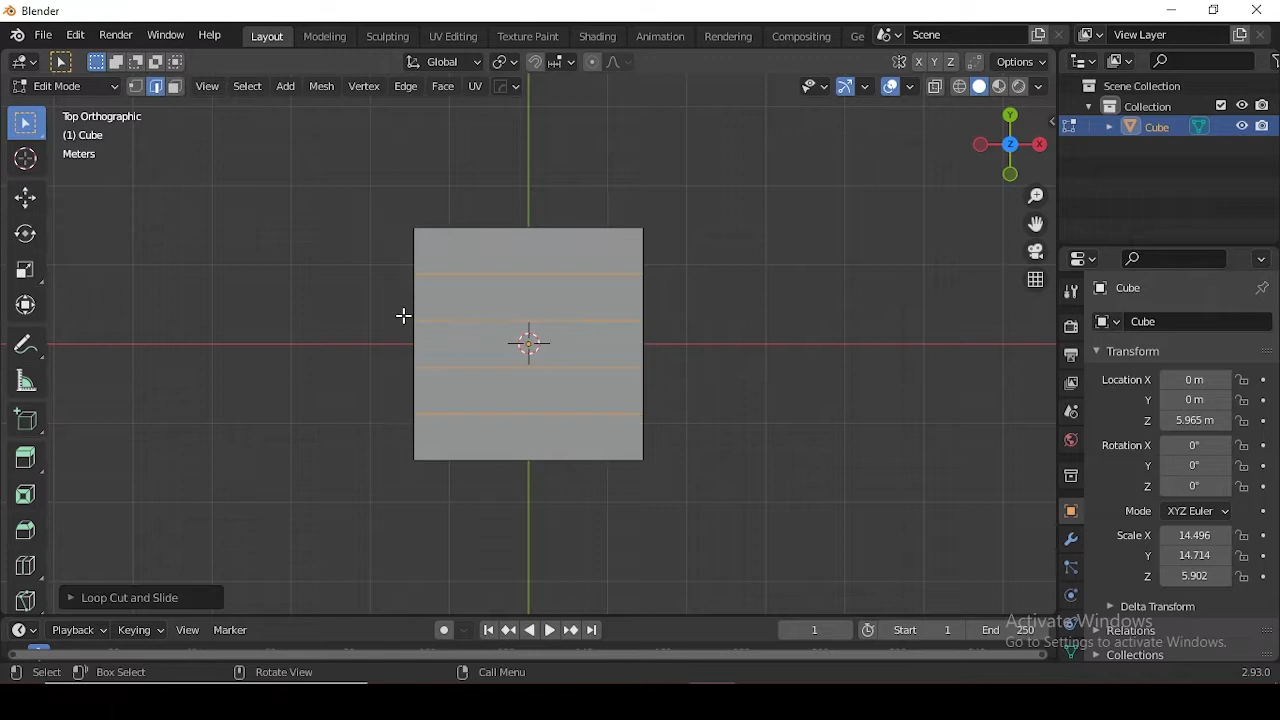 Blender
File Edit Render Window Help Layout Modeling Sculpting UV Editing Texture Paint Shading Animation Rendering Compositing Ge Scene View Layer
Global X Y Z Options
Edit Mode View Select Add Mesh Vertex Edge Face UV
Scene Collection
Collection
Cube
Top Orthographic
(1) Cube
Meters
Y
Z X
Cube
Cube
Transform
Location X 0 m
Y 0 m
Z 5.965 m
Rotation X 0°
Y 0°
Z 0°
Mode XYZ Euler
Scale X 14.496
Y 14.714
Z 5.902
Delta Transform
Relations
Collections
Loop Cut and Slide
Activate Windows
Go to Settings to activate Windows.
Playback Keying View Marker 1 Start 1 End 250
Select Box Select Rotate View Call Menu 2.93.0